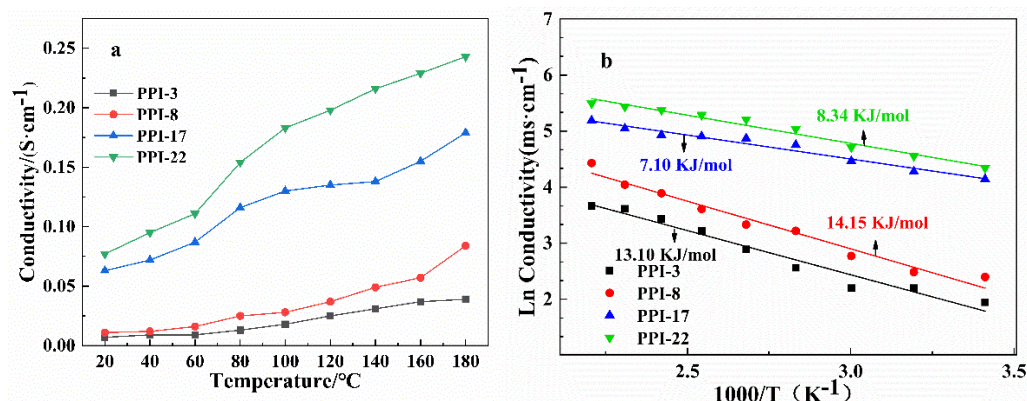 a
Conductivity/(S·cm⁻¹)
0.25
0.20
0.15
0.10
0.05
0.00
PPI-3
PPI-8
PPI-17
PPI-22
20 40 60 80 100 120 140 160 180
Temperature/°C
b
Ln Conductivity(ms·cm⁻¹)
7
6
5
4
3
2
8.34 KJ/mol
7.10 KJ/mol
14.15 KJ/mol
13.10 KJ/mol
PPI-3
PPI-8
PPI-17
PPI-22
2.5 3.0 3.5
1000/T (K⁻¹)